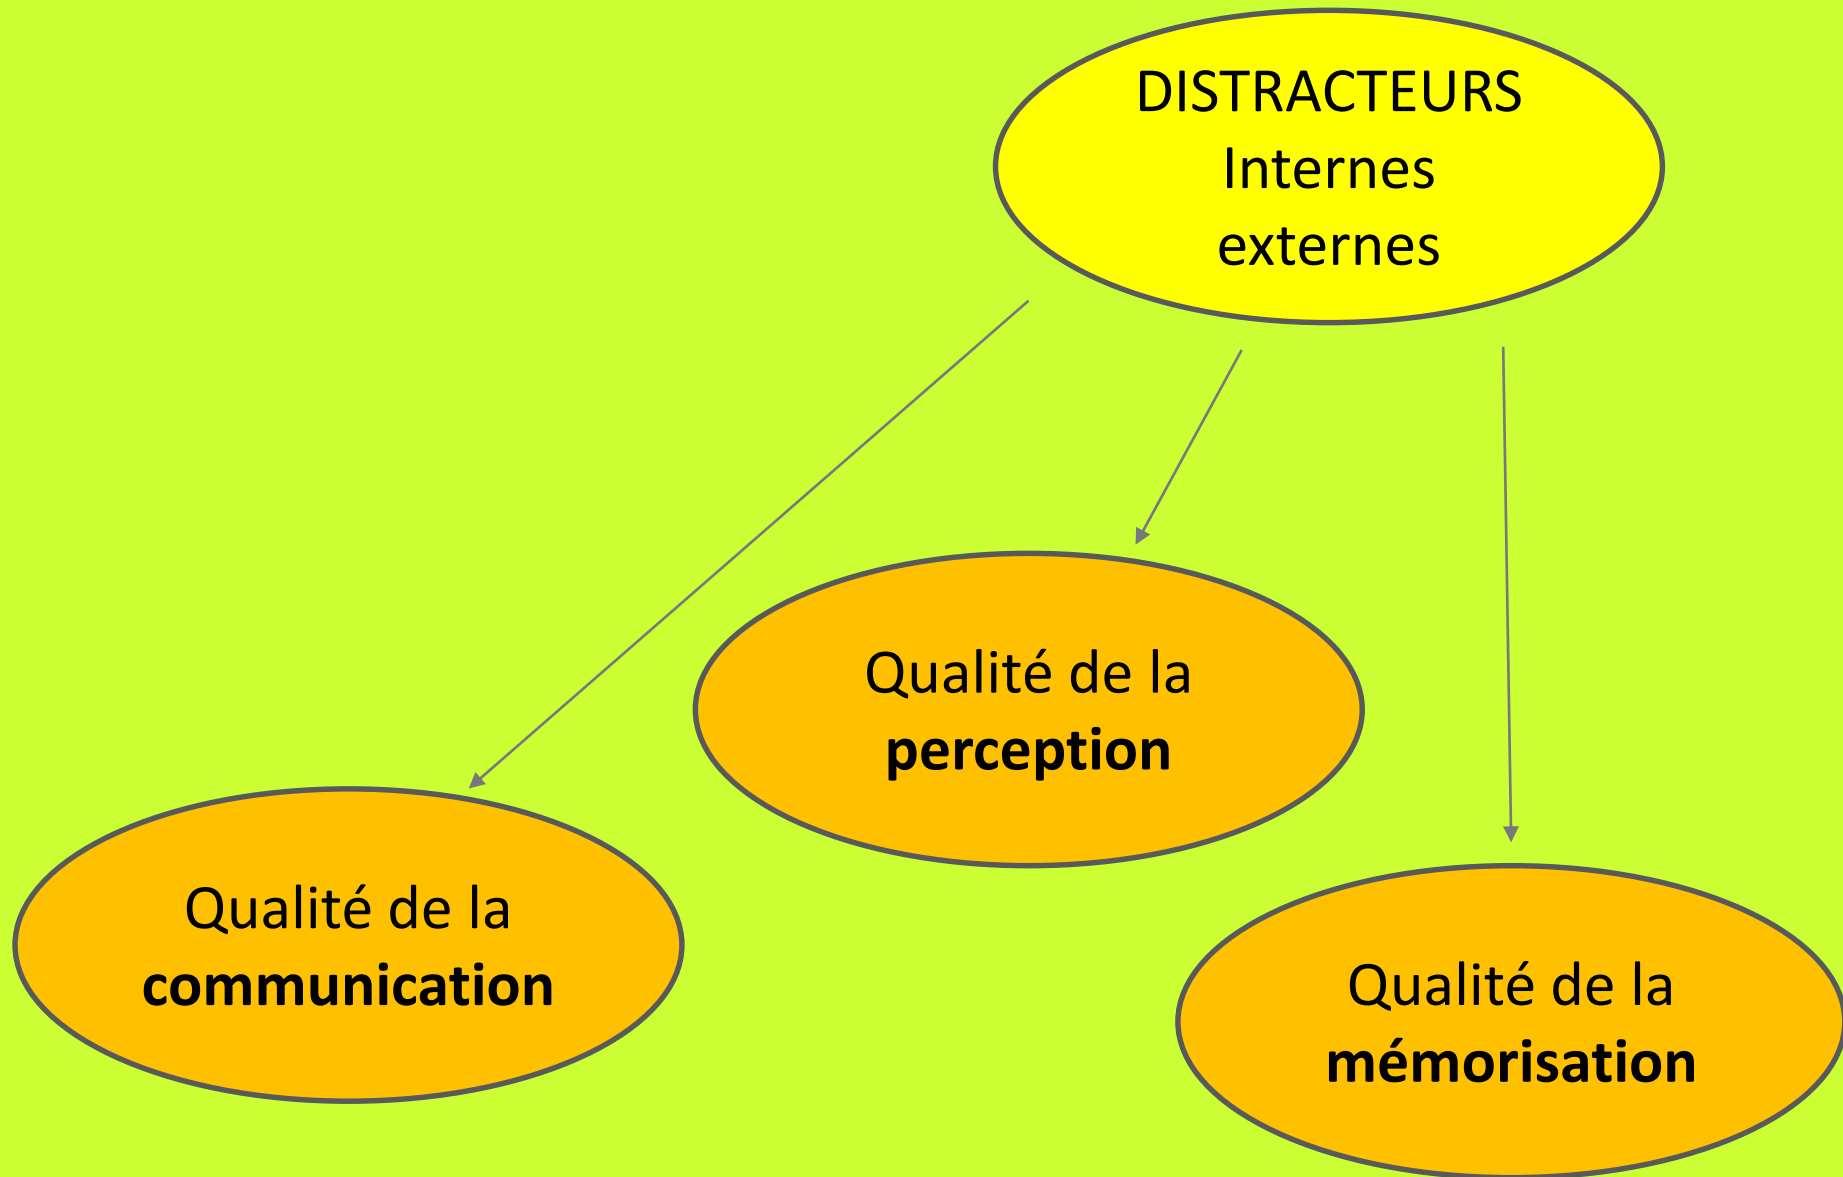 DISTRACTEURS
Internes
externes
Qualité de la
perception
Qualité de la
communication
Qualité de la
mémorisation